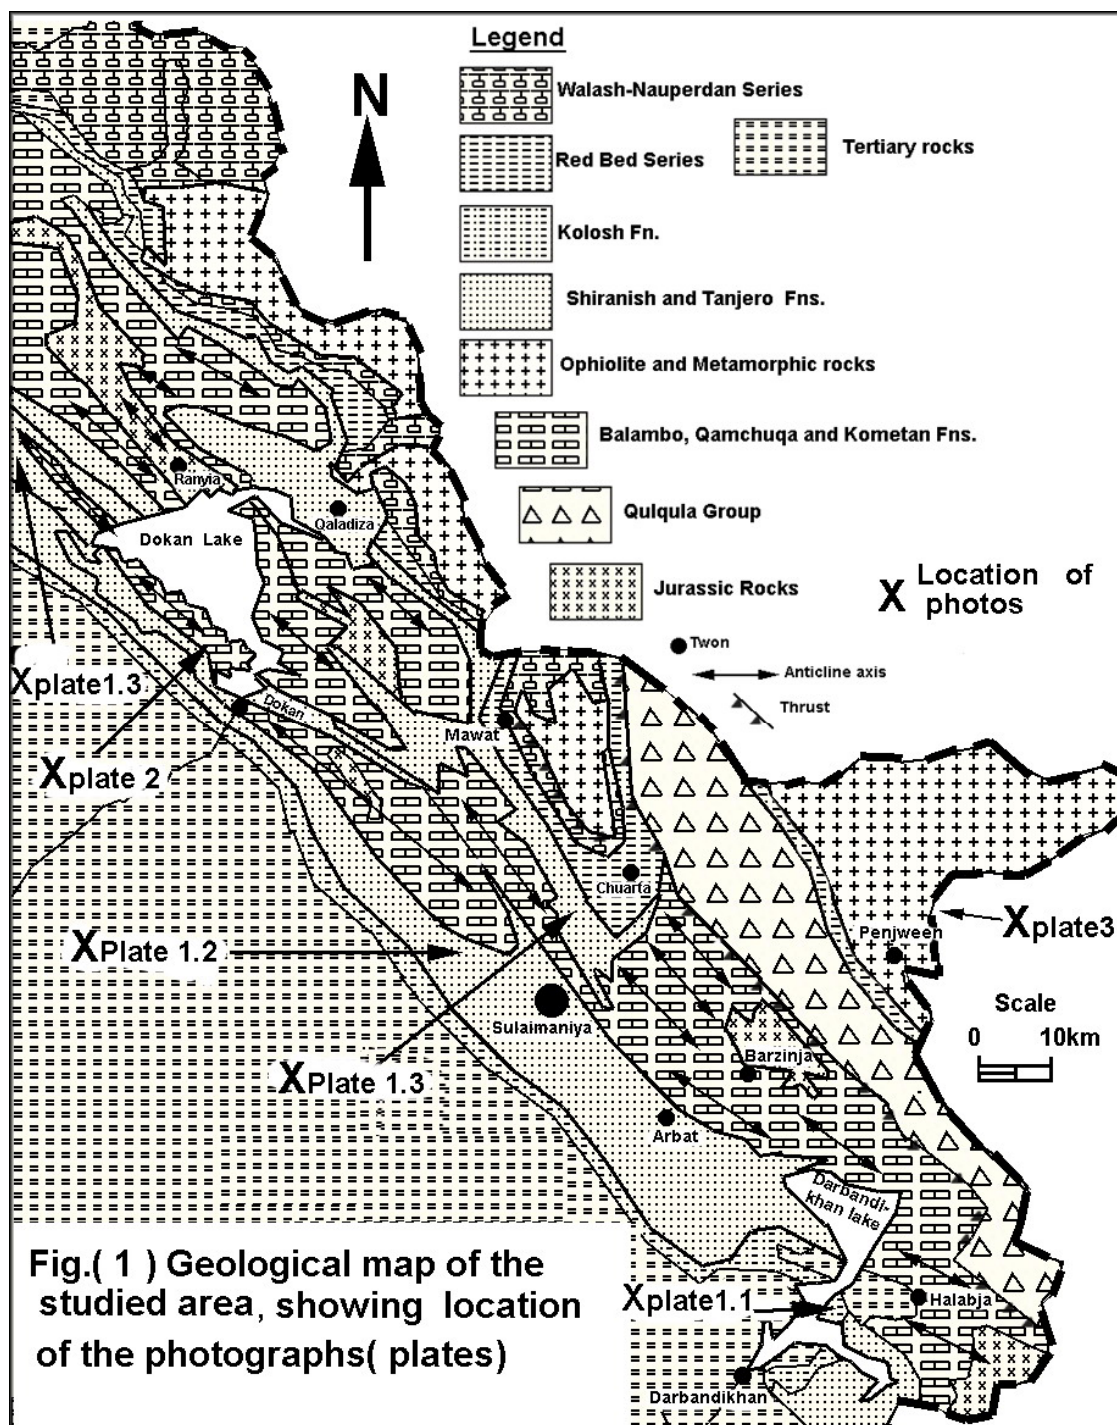 Legend
Walash-Nauperdan Series
Tertiary rocks
Red Bed Series
Kolosh Fn.
Shiranish and Tanjero Fns.
Ophiolite and Metamorphic rocks
Balambo, Qamchuqa and Kometan Fns.
Qulqula Group
Jurassic Rocks
X Location of
photos
Twon
Anticline axis
Thrust
N
Ranyia
Qaladiza
Dokan Lake
Xplate1.3
Dokan
Mawat
Xplate 2
Chuarta
XPlate 1.2
Penjween
Xplate3
Sulaimaniya
Scale
0 10km
Barzinja
XPlate 1.3
Arbat
Darbandi-
khan lake
Xplate1.1
Halabja
Darbandikhan
Fig.( 1 ) Geological map of the
studied area, showing location
of the photographs( plates)